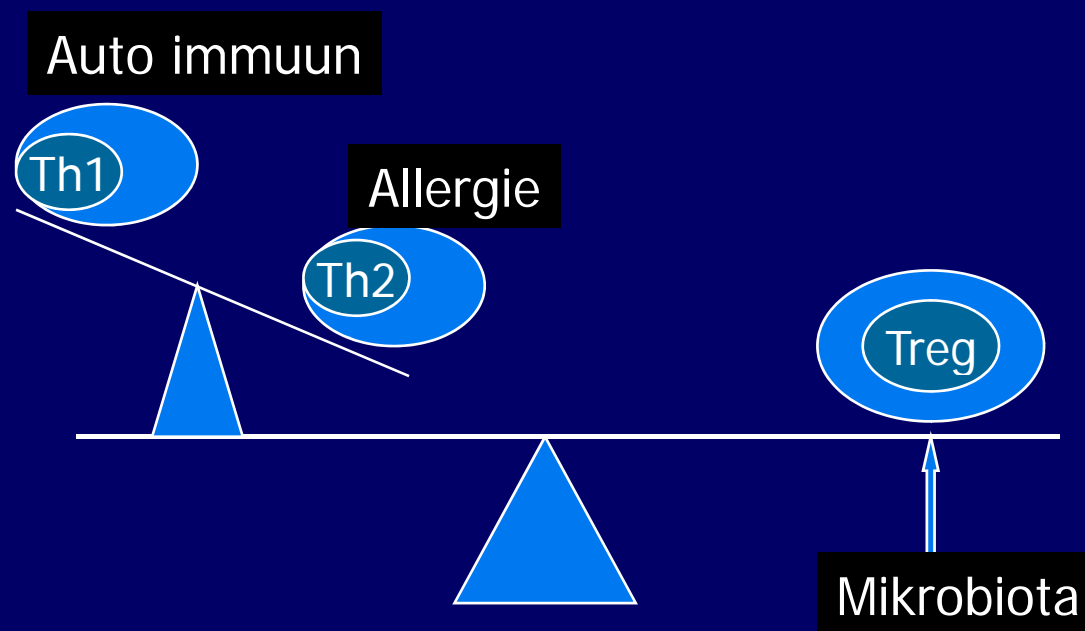 Auto immuun
Th1
Allergie
Th2
Treg
Mikrobiota